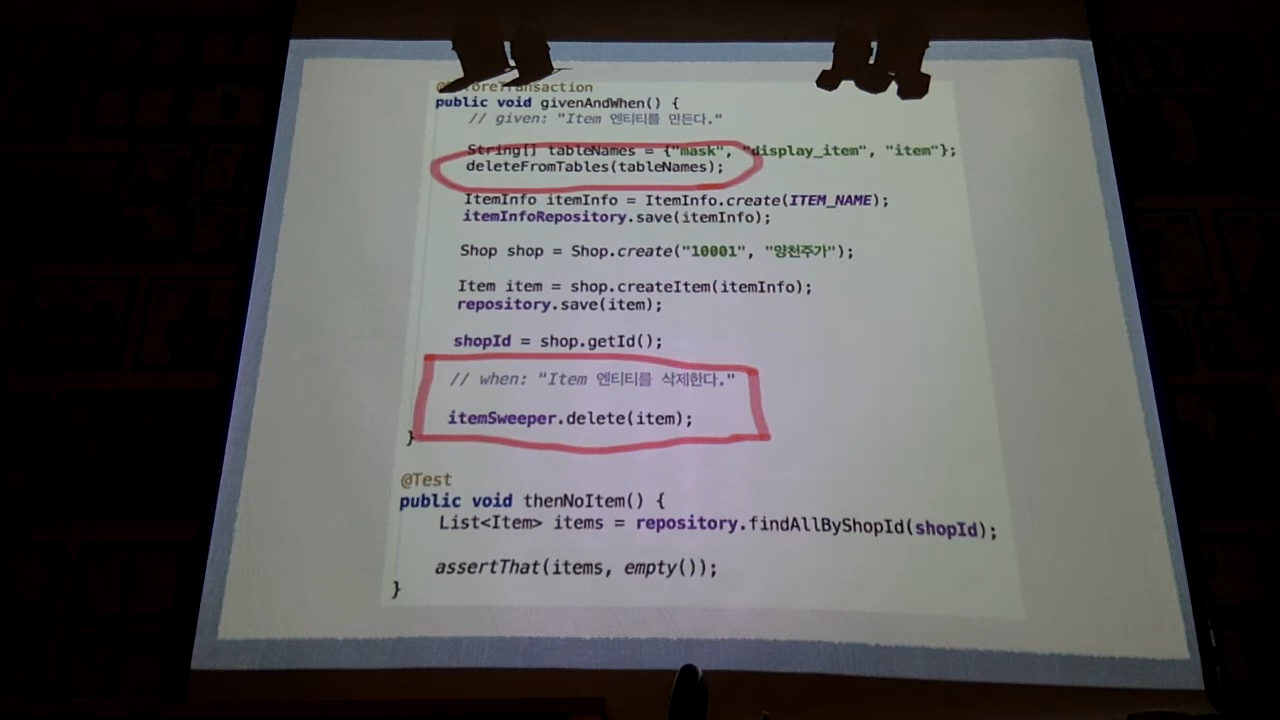 public void givenAndWhen() {
// given: "Item 엔티티를 만든다."
String[] tableNames = {"mask", "display_item", "item"};
deleteFromTables(tableNames);
ItemInfo itemInfo = ItemInfo.create(ITEM_NAME);
itemInfoRepository.save(itemInfo);
Shop shop = Shop.create("10001", "양천주가");
Item item = shop.createItem(itemInfo);
repository.save(item);
shopId = shop.getId();
// when: "Item 엔티티를 삭제한다."
itemSweeper.delete(item);
}
@Test
public void thenNoItem() {
List<Item> items = repository.findAllByShopId(shopId);
assertThat(items, empty());
}